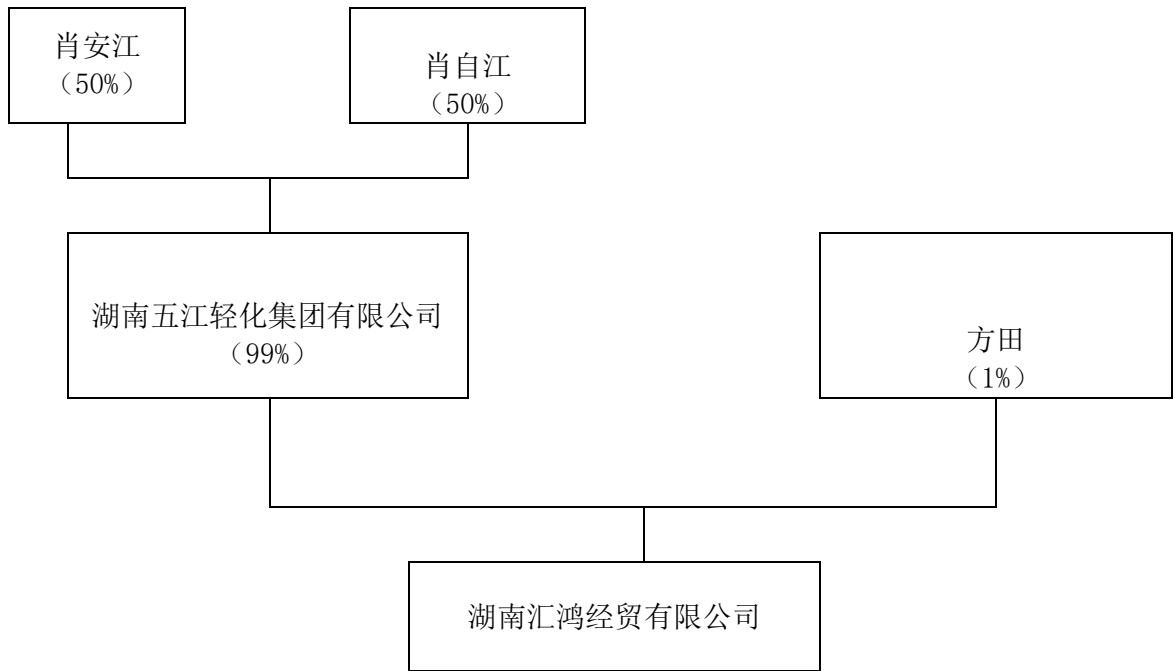 肖安江
（50%）
肖自江
（50%）
湖南五江轻化集团有限公司
（99%）
方田
（1%）
湖南汇鸿经贸有限公司